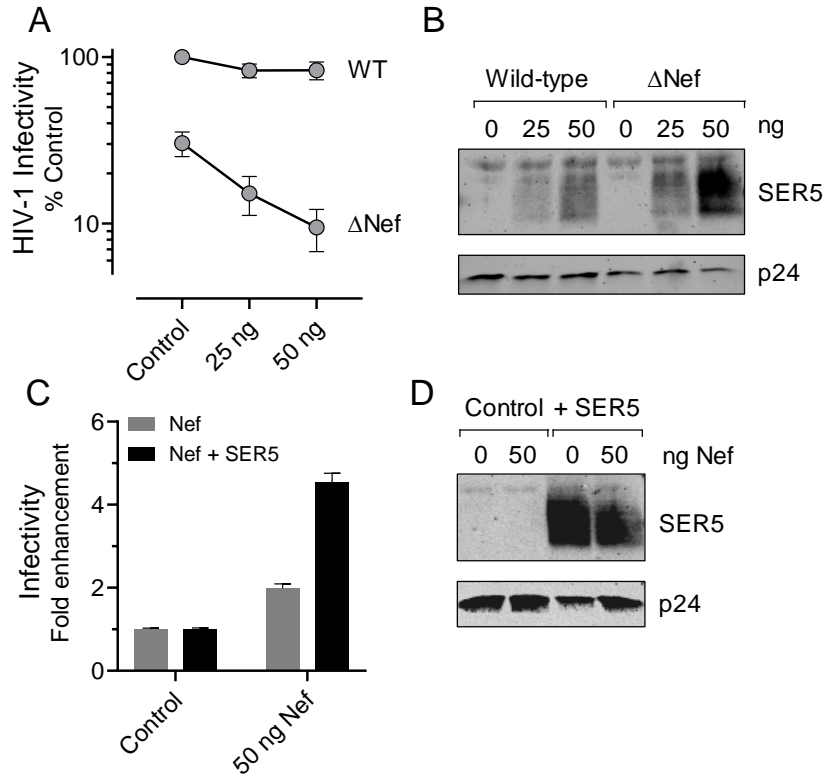 A
HIV-1 Infectivity
% Control
100
10
WT
ΔNef
Control
25 ng
50 ng
B
Wild-type ΔNef
0 25 50 0 25 50 ng
SER5
p24
C
Infectivity
Fold enhancement
6
4
2
0
Nef
Nef + SER5
Control
50 ng Nef
D
Control + SER5
0 50 0 50 ng Nef
SER5
p24